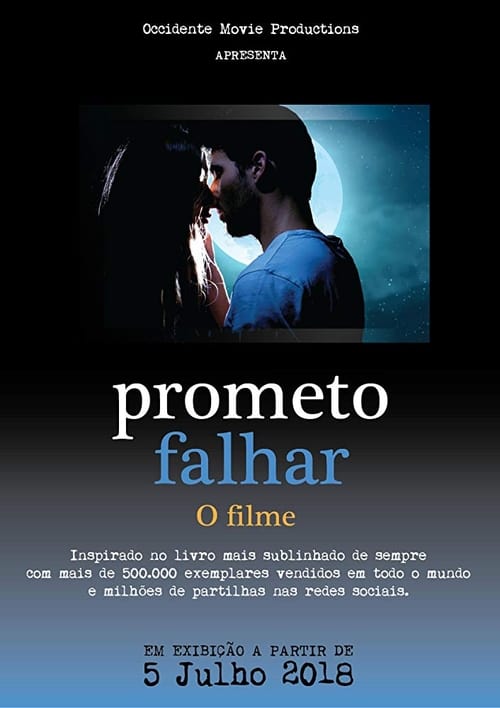 Occidente Movie Productions
APRESENTA
prometo
falhar
O filme
Inspirado no livro mais sublinhado de sempre
com mais de 500.000 exemplares vendidos em todo o mundo
e milhões de partilhas nas redes sociais.
EM EXIBIÇÃO A PARTIR DE
5 Julho 2018